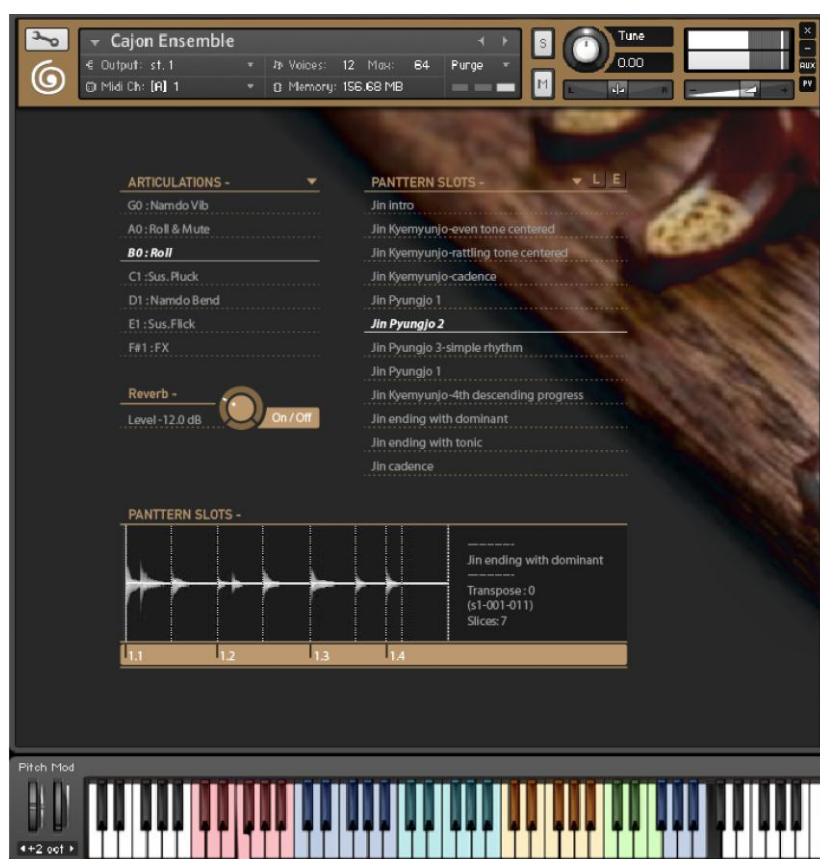 Cajon Ensemble
Output: st. 1
Voices: 12 Max: 64 Purge
Midi Ch: [A] 1
Memory: 156.68 MB
S
M
Tune
0.00
L R
×
-
AUX
PV
ARTICULATIONS -
G0 : Namdo Vib
A0 : Roll & Mute
B0 : Roll
C1 : Sus. Pluck
D1 : Namdo Bend
E1 : Sus. Flick
F#1 : FX
Reverb -
Level -12.0 dB
On / Off
PANTTERN SLOTS -
L E
Jin intro
Jin Kyemyunjo-even tone centered
Jin Kyemyunjo-rattling tone centered
Jin Kyemyunjo-cadence
Jin Pyungjo 1
Jin Pyungjo 2
Jin Pyungjo 3-simple rhythm
Jin Pyungjo 1
Jin Kyemyunjo-4th descending progress
Jin ending with dominant
Jin ending with tonic
Jin cadence
PANTTERN SLOTS -
Jin ending with dominant
Transpose : 0
(s1-001-011)
Slices: 7
1.1 1.2 1.3 1.4
Pitch Mod
+2 oct